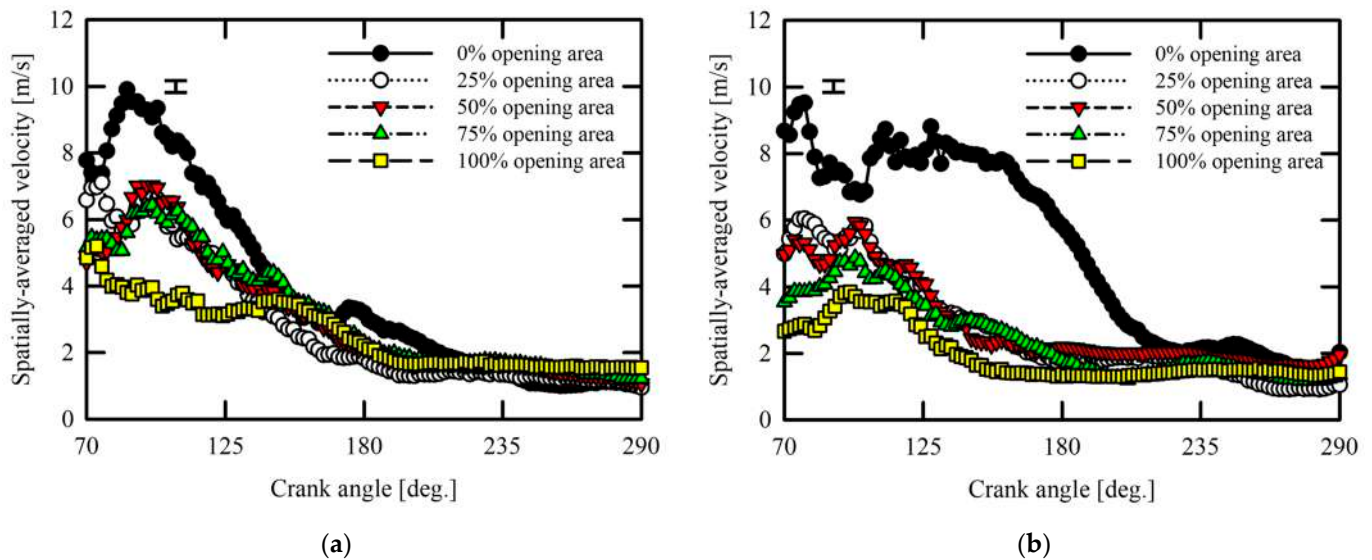 12
10
8
6
4
2
0
Spatially-averaged velocity [m/s]
0% opening area
25% opening area
50% opening area
75% opening area
100% opening area
70 125 180 235 290
Crank angle [deg.]
(a)
12
10
8
6
4
2
0
Spatially-averaged velocity [m/s]
0% opening area
25% opening area
50% opening area
75% opening area
100% opening area
70 125 180 235 290
Crank angle [deg.]
(b)